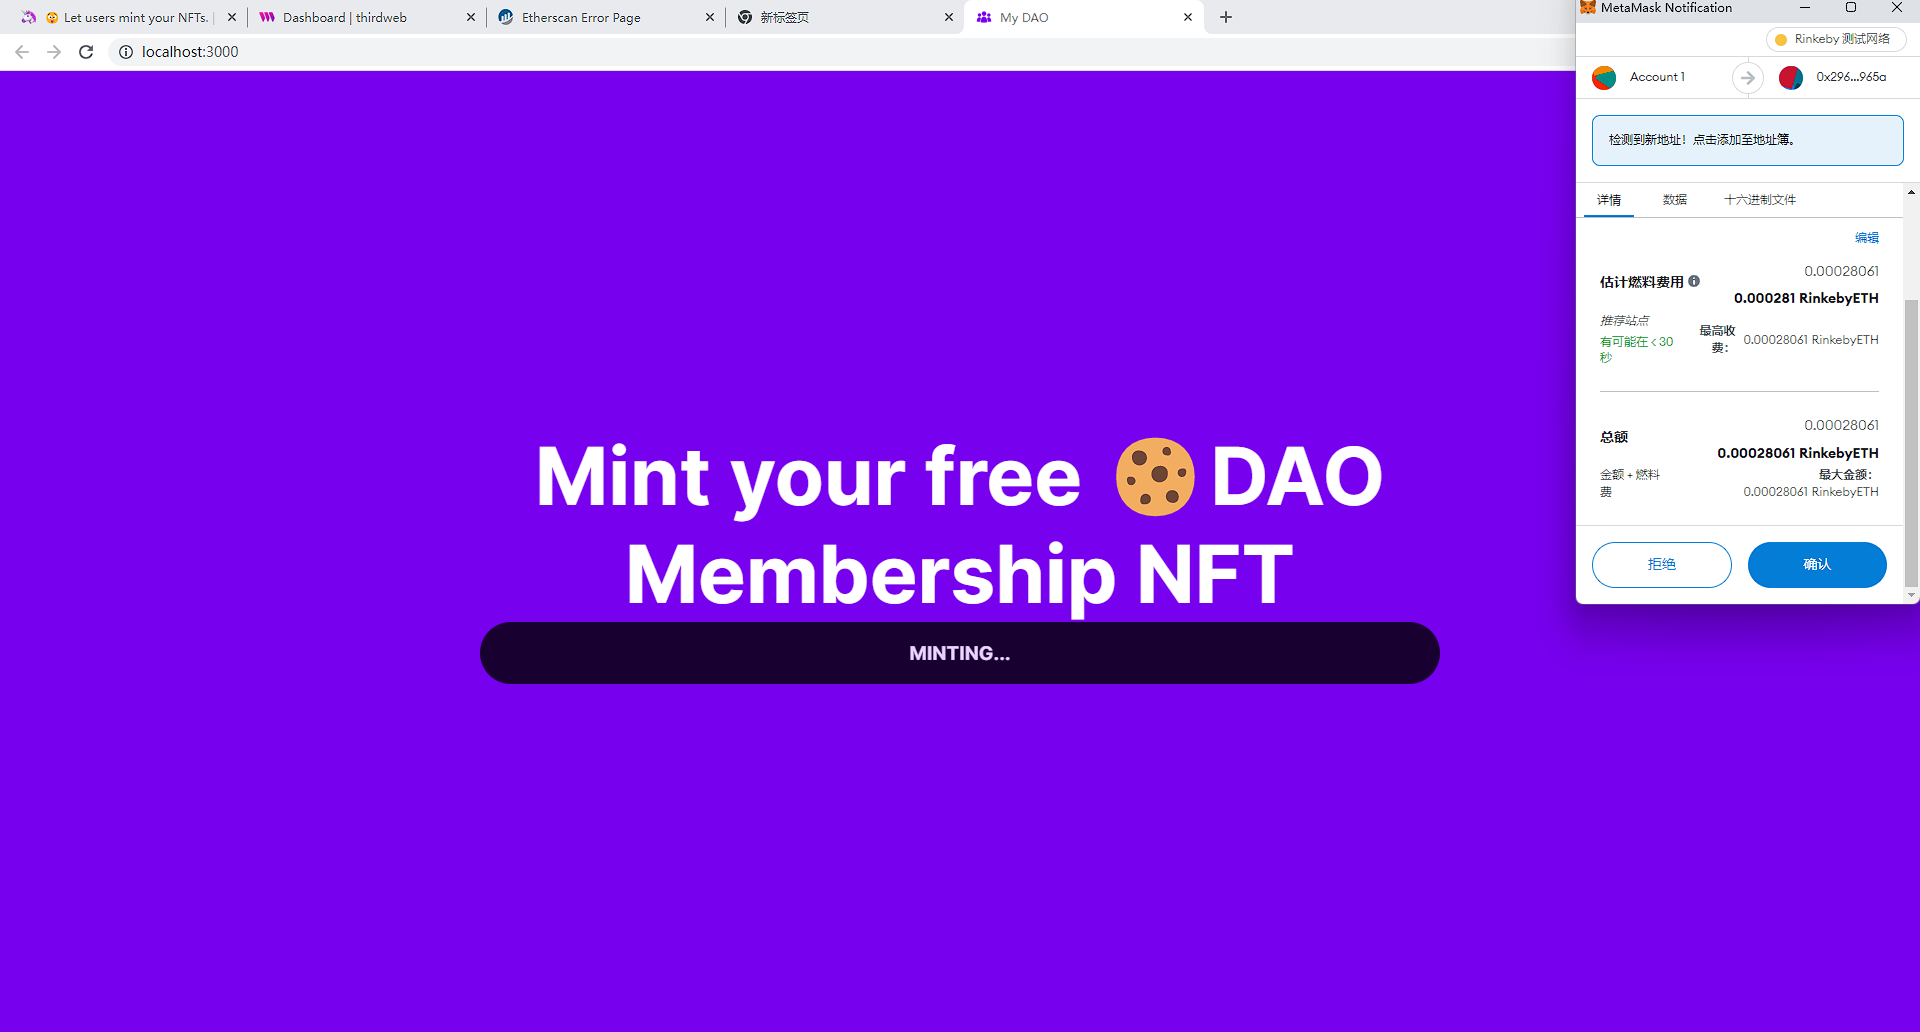 Let users mint your NFTs.
Dashboard | thirdweb
Etherscan Error Page
新标签页
My DAO
localhost:3000
Mint your free DAO
Membership NFT
MINTING...
MetaMask Notification
Rinkeby 测试网络
Account 1
0x296...965a
检测到新地址！点击添加至地址簿。
详情
数据
十六进制文件
编辑
0.00028061
估计燃料费用
0.000281 RinkebyETH
推荐站点
有可能在 < 30
秒
最高收
费：
0.00028061 RinkebyETH
0.00028061
总额
0.00028061 RinkebyETH
金额 + 燃料
费
最大金额：
0.00028061 RinkebyETH
拒绝
确认